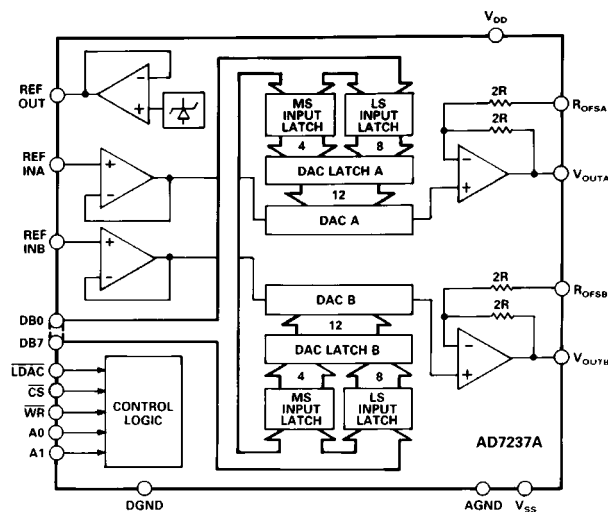 V_DD
REF OUT
MS INPUT LATCH
LS INPUT LATCH
2R
R_OFSA
2R
4
8
REF INA
DAC LATCH A
V_OUTA
12
DAC A
REF INB
DAC B
2R
R_OFSB
2R
12
DB0
DB7
DAC LATCH B
V_OUTB
LDAC
4
8
CS
WR
CONTROL LOGIC
MS INPUT LATCH
LS INPUT LATCH
A0
A1
AD7237A
DGND
AGND
V_SS
+
−
+
−
+
−
−
+
−
+